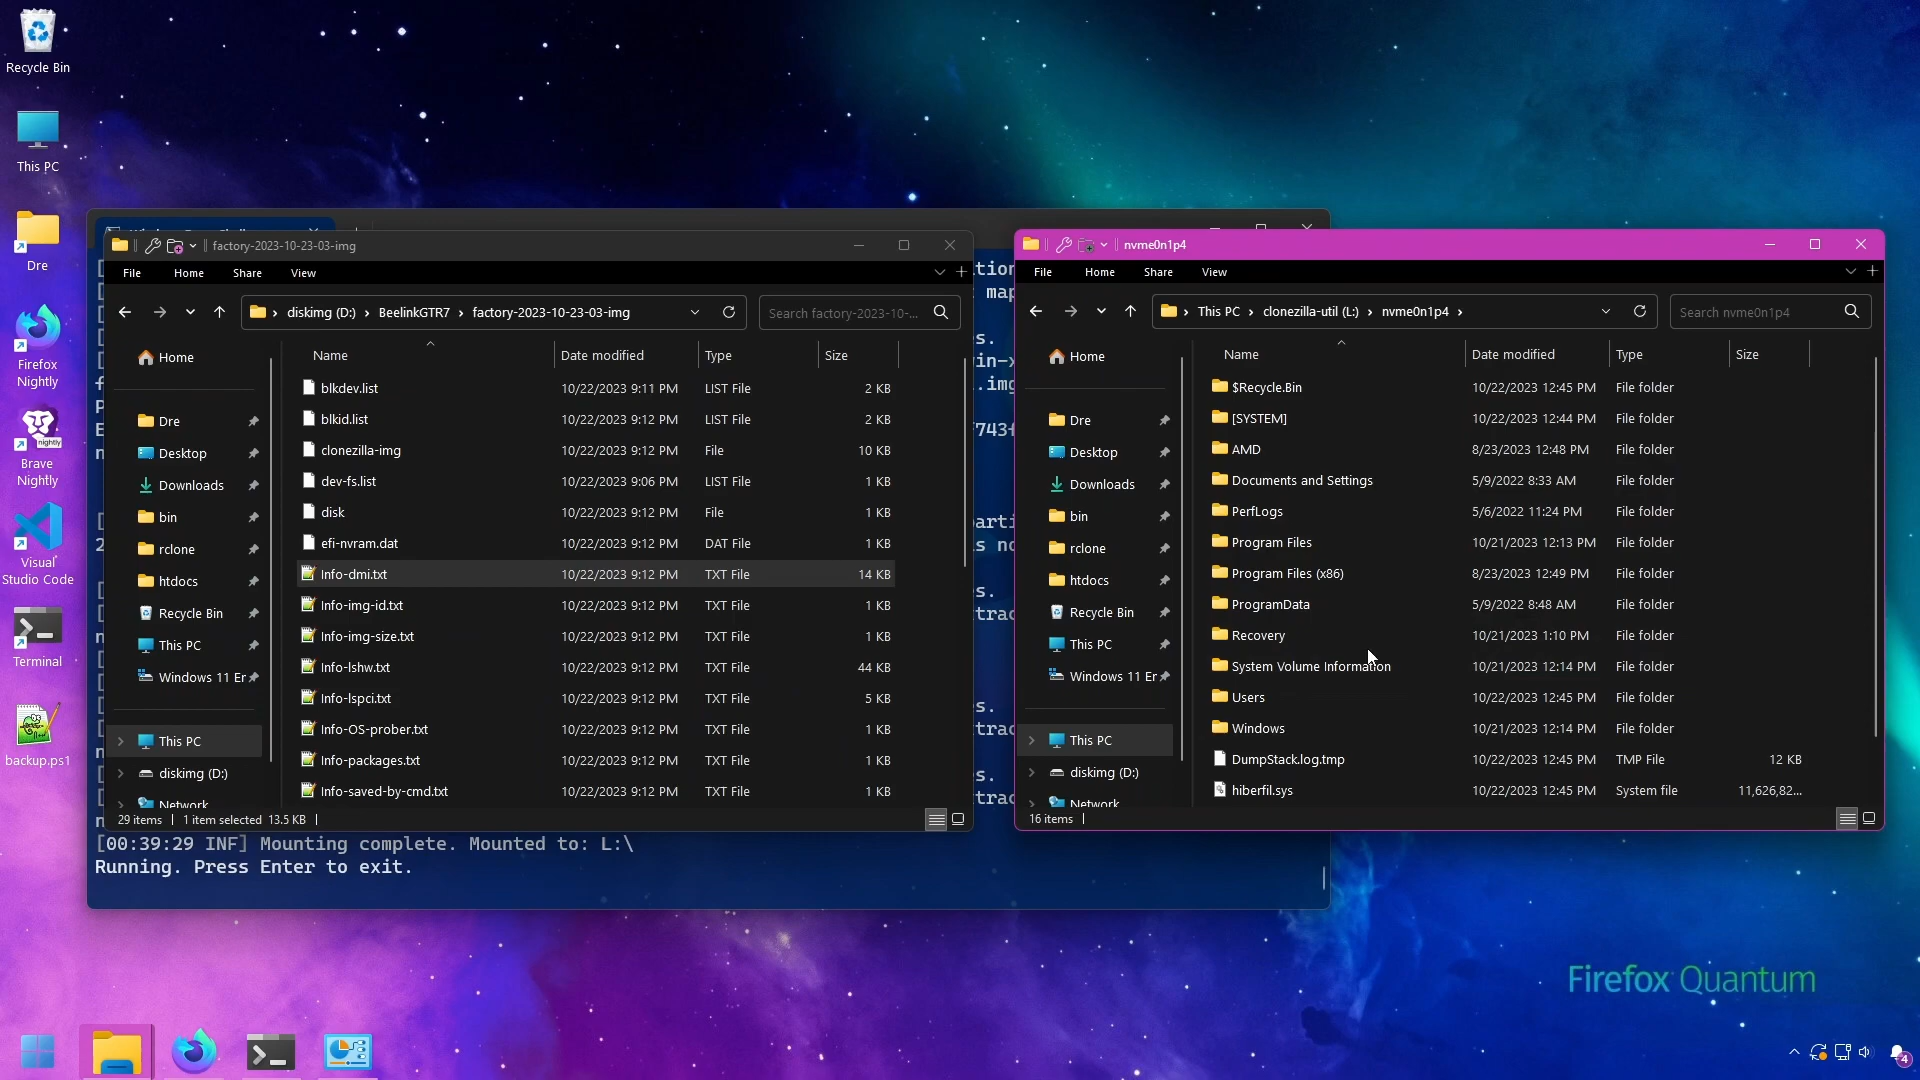 Recycle Bin
This PC
Dre
Firefox
Nightly
Brave
Nightly
Visual
Studio Code
Terminal
backup.ps1
factory-2023-10-23-03-img
File Home Share View
diskimg (D:) › BeelinkGTR7 › factory-2023-10-23-03-img
Search factory-2023-10-...
Home
Dre
Desktop
Downloads
bin
rclone
htdocs
Recycle Bin
This PC
Windows 11 Er
This PC
diskimg (D:)
Network
Name Date modified Type Size
blkdev.list 10/22/2023 9:11 PM LIST File 2 KB
blkid.list 10/22/2023 9:12 PM LIST File 2 KB
clonezilla-img 10/22/2023 9:12 PM File 10 KB
dev-fs.list 10/22/2023 9:06 PM LIST File 1 KB
disk 10/22/2023 9:12 PM File 1 KB
efi-nvram.dat 10/22/2023 9:12 PM DAT File 1 KB
Info-dmi.txt 10/22/2023 9:12 PM TXT File 14 KB
Info-img-id.txt 10/22/2023 9:12 PM TXT File 1 KB
Info-img-size.txt 10/22/2023 9:12 PM TXT File 1 KB
Info-lshw.txt 10/22/2023 9:12 PM TXT File 44 KB
Info-lspci.txt 10/22/2023 9:12 PM TXT File 5 KB
Info-OS-prober.txt 10/22/2023 9:12 PM TXT File 1 KB
Info-packages.txt 10/22/2023 9:12 PM TXT File 1 KB
Info-saved-by-cmd.txt 10/22/2023 9:12 PM TXT File 1 KB
29 items 1 item selected 13.5 KB
[00:39:29 INF] Mounting complete. Mounted to: L:\
Running. Press Enter to exit.
nvme0n1p4
File Home Share View
This PC › clonezilla-util (L:) › nvme0n1p4 ›
Search nvme0n1p4
Home
Dre
Desktop
Downloads
bin
rclone
htdocs
Recycle Bin
This PC
Windows 11 Er
This PC
diskimg (D:)
Network
Name Date modified Type Size
$Recycle.Bin 10/22/2023 12:45 PM File folder
[SYSTEM] 10/22/2023 12:44 PM File folder
AMD 8/23/2023 12:48 PM File folder
Documents and Settings 5/9/2022 8:33 AM File folder
PerfLogs 5/6/2022 11:24 PM File folder
Program Files 10/21/2023 12:13 PM File folder
Program Files (x86) 8/23/2023 12:49 PM File folder
ProgramData 5/9/2022 8:48 AM File folder
Recovery 10/21/2023 1:10 PM File folder
System Volume Information 10/21/2023 12:14 PM File folder
Users 10/22/2023 12:45 PM File folder
Windows 10/21/2023 12:14 PM File folder
DumpStack.log.tmp 10/22/2023 12:45 PM TMP File 12 KB
hiberfil.sys 10/22/2023 12:45 PM System file 11,626,82...
16 items
Firefox Quantum
4